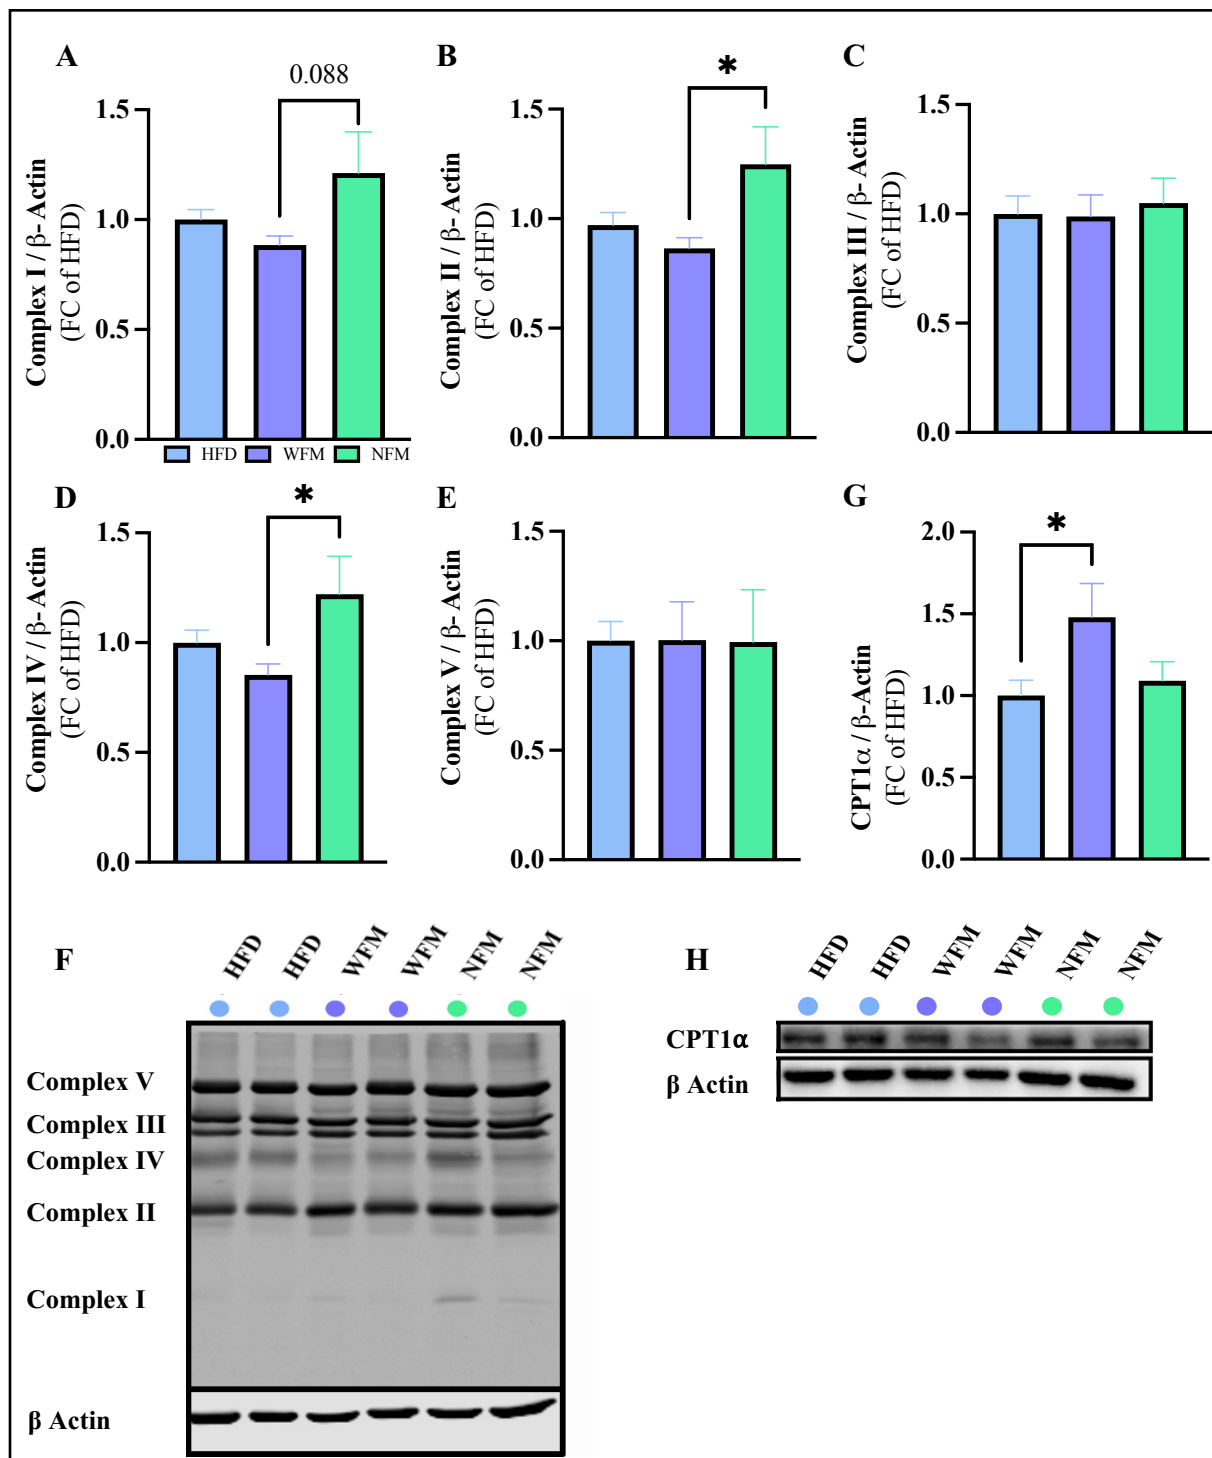 A
0.088
Complex I / β- Actin
(FC of HFD)
1.5
1.0
0.5
0.0
HFD WFM NFM
B
*
Complex II / β- Actin
(FC of HFD)
1.5
1.0
0.5
0.0
C
Complex III / β- Actin
(FC of HFD)
1.5
1.0
0.5
0.0
D
*
Complex IV / β- Actin
(FC of HFD)
1.5
1.0
0.5
0.0
E
Complex V / β- Actin
(FC of HFD)
1.5
1.0
0.5
0.0
G
*
CPT1α / β-Actin
(FC of HFD)
2.0
1.5
1.0
0.5
0.0
F
HFD HFD WFM WFM NFM NFM
Complex V
Complex III
Complex IV
Complex II
Complex I
β Actin
H
HFD HFD WFM WFM NFM NFM
CPT1α
β Actin